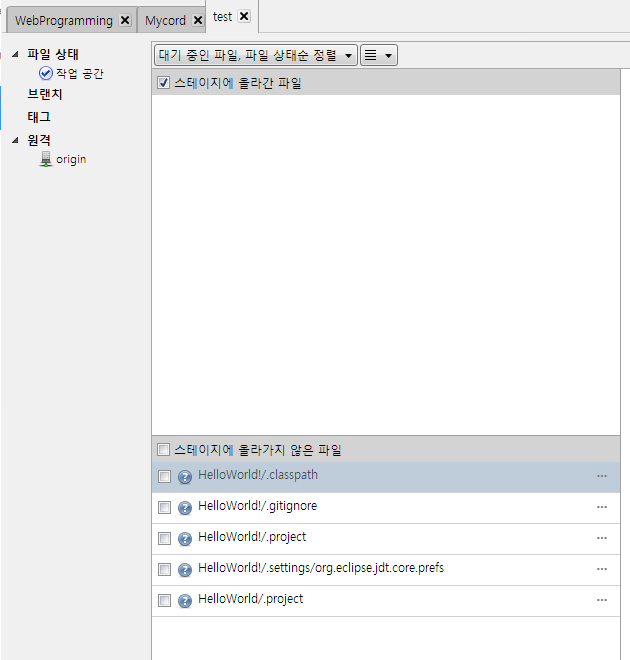 WebProgramming Mycord test
파일 상태
작업 공간
브랜치
태그
원격
origin
대기 중인 파일, 파일 상태순 정렬
스테이지에 올라간 파일
스테이지에 올라가지 않은 파일
HelloWorld!/.classpath
HelloWorld!/.gitignore
HelloWorld!/.project
HelloWorld!/.settings/org.eclipse.jdt.core.prefs
HelloWorld/.project